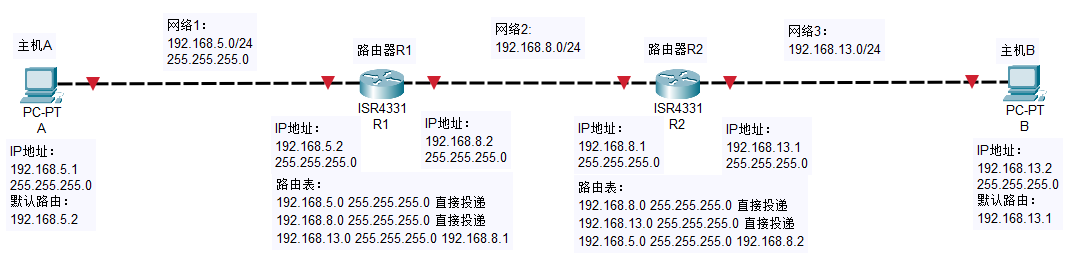 主机A
网络1：
192.168.5.0/24
255.255.255.0
路由器R1
网络2:
192.168.8.0/24
路由器R2
网络3：
192.168.13.0/24
主机B
PC-PT
A
ISR4331
R1
ISR4331
R2
PC-PT
B
IP地址：
192.168.5.1
255.255.255.0
默认路由：
192.168.5.2
IP地址：
192.168.5.2
255.255.255.0
IP地址：
192.168.8.2
255.255.255.0
路由表：
192.168.5.0 255.255.255.0 直接投递
192.168.8.0 255.255.255.0 直接投递
192.168.13.0 255.255.255.0 192.168.8.1
IP地址：
192.168.8.1
255.255.255.0
IP地址：
192.168.13.1
255.255.255.0
路由表：
192.168.8.0 255.255.255.0 直接投递
192.168.13.0 255.255.255.0 直接投递
192.168.5.0 255.255.255.0 192.168.8.2
IP地址：
192.168.13.2
255.255.255.0
默认路由：
192.168.13.1